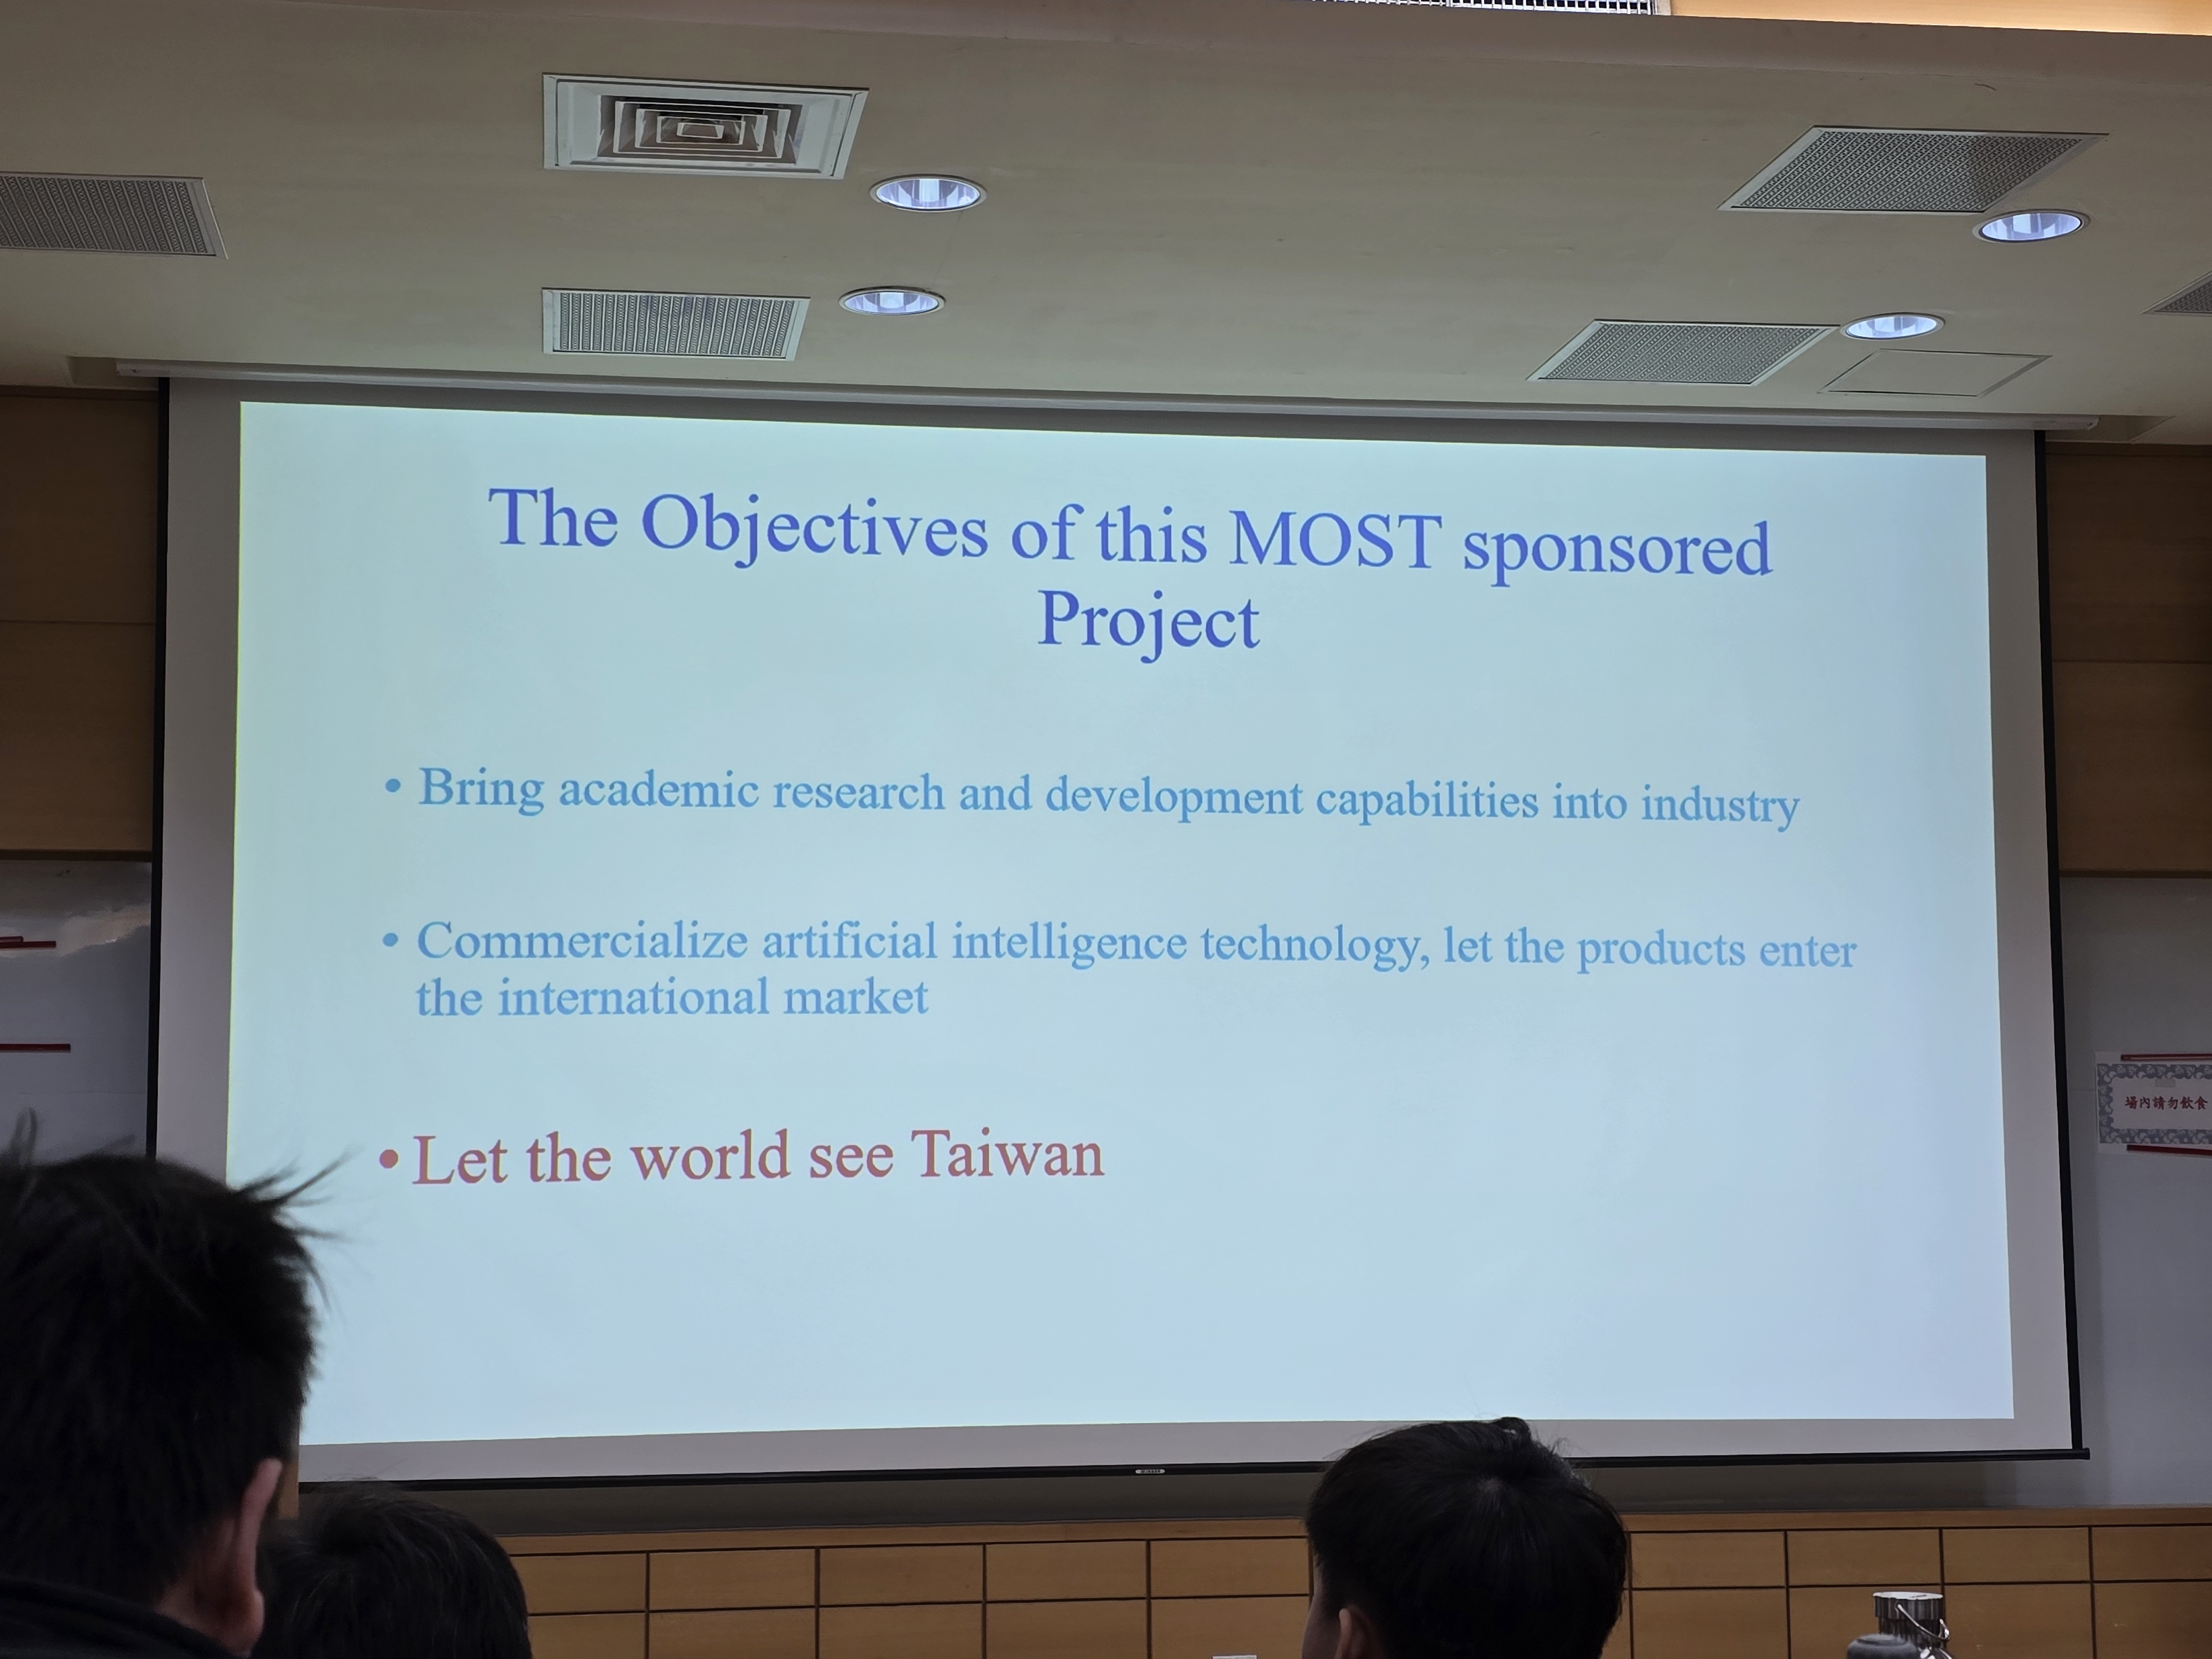 The Objectives of this MOST sponsored
Project
• Bring academic research and development capabilities into industry
• Commercialize artificial intelligence technology, let the products enter
the international market
• Let the world see Taiwan
場內請勿飲食